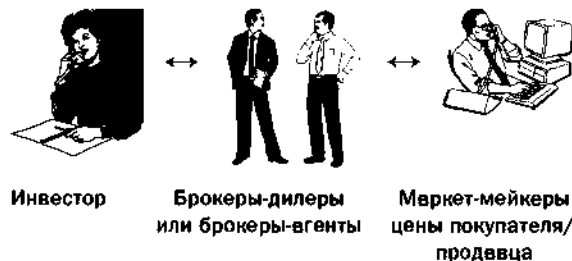 Инвестор
Брокеры-дилеры
или брокеры-агенты
Маркет-мейкеры
цены покупателя/
продавца